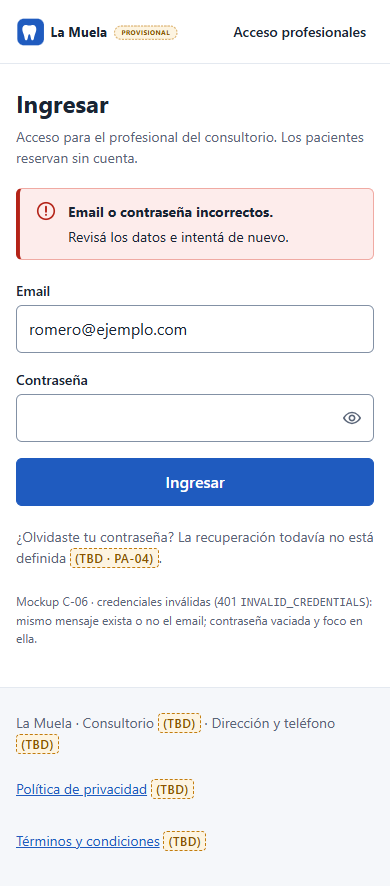 La Muela PROVISIONAL Acceso profesionales
Ingresar
Acceso para el profesional del consultorio. Los pacientes
reservan sin cuenta.
Email o contraseña incorrectos.
Revisá los datos e intentá de nuevo.
Email
romero@ejemplo.com
Contraseña
Ingresar
¿Olvidaste tu contraseña? La recuperación todavía no está
definida (TBD · PA-04).
Mockup C-06 · credenciales inválidas (401 INVALID_CREDENTIALS):
mismo mensaje exista o no el email; contraseña vaciada y foco en
ella.
La Muela · Consultorio (TBD) · Dirección y teléfono
(TBD)
Política de privacidad (TBD)
Términos y condiciones (TBD)